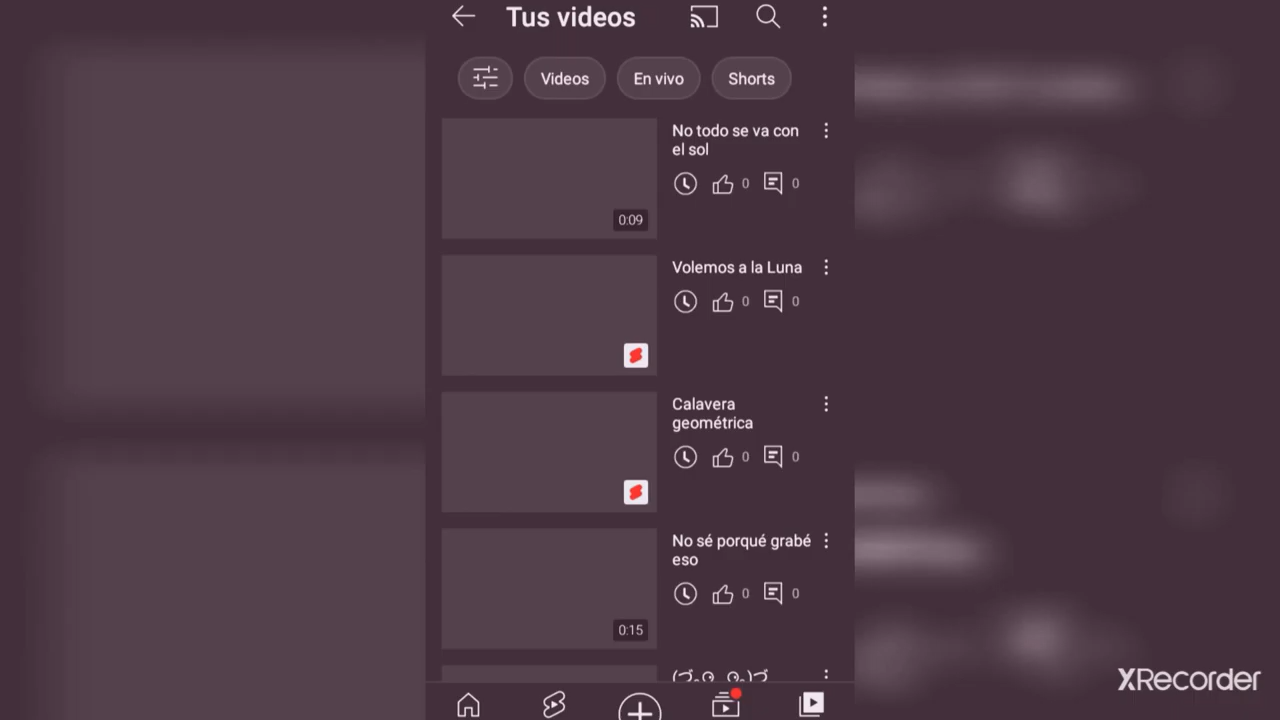 Tus videos
Videos
En vivo
Shorts
No todo se va con
el sol
0
0
0:09
Volemos a la Luna
0
0
Calavera
geométrica
0
0
No sé porqué grabé
eso
0
0
0:15
XRecorder